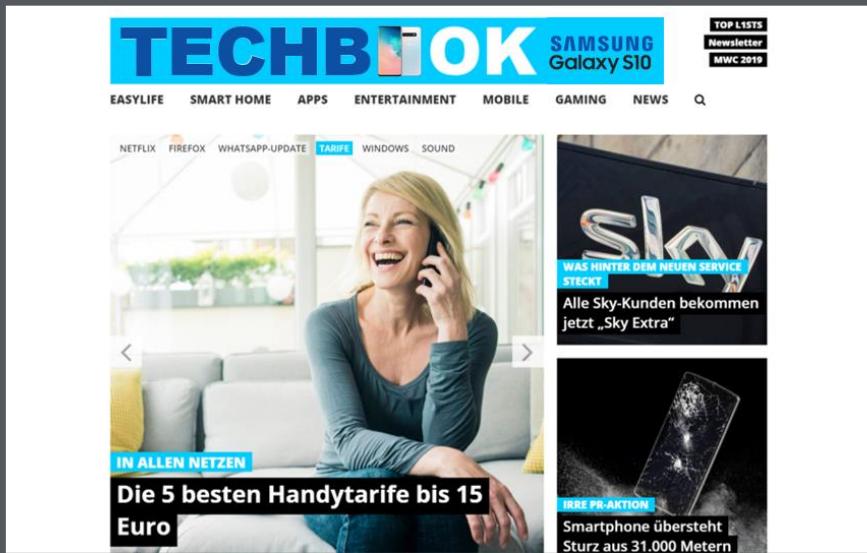 TECHBOOK
SAMSUNG
Galaxy S10
TOP L1STS
Newsletter
MWC 2019
EASYLIFE SMART HOME APPS ENTERTAINMENT MOBILE GAMING NEWS
NETFLIX FIREFOX WHATSAPP-UPDATE TARIFE WINDOWS SOUND
IN ALLEN NETZEN
Die 5 besten Handytarife bis 15
Euro
sky
WAS HINTER DEM NEUEN SERVICE
STECKT
Alle Sky-Kunden bekommen
jetzt „Sky Extra“
IRRE PR-AKTION
Smartphone übersteht
Sturz aus 31.000 Metern